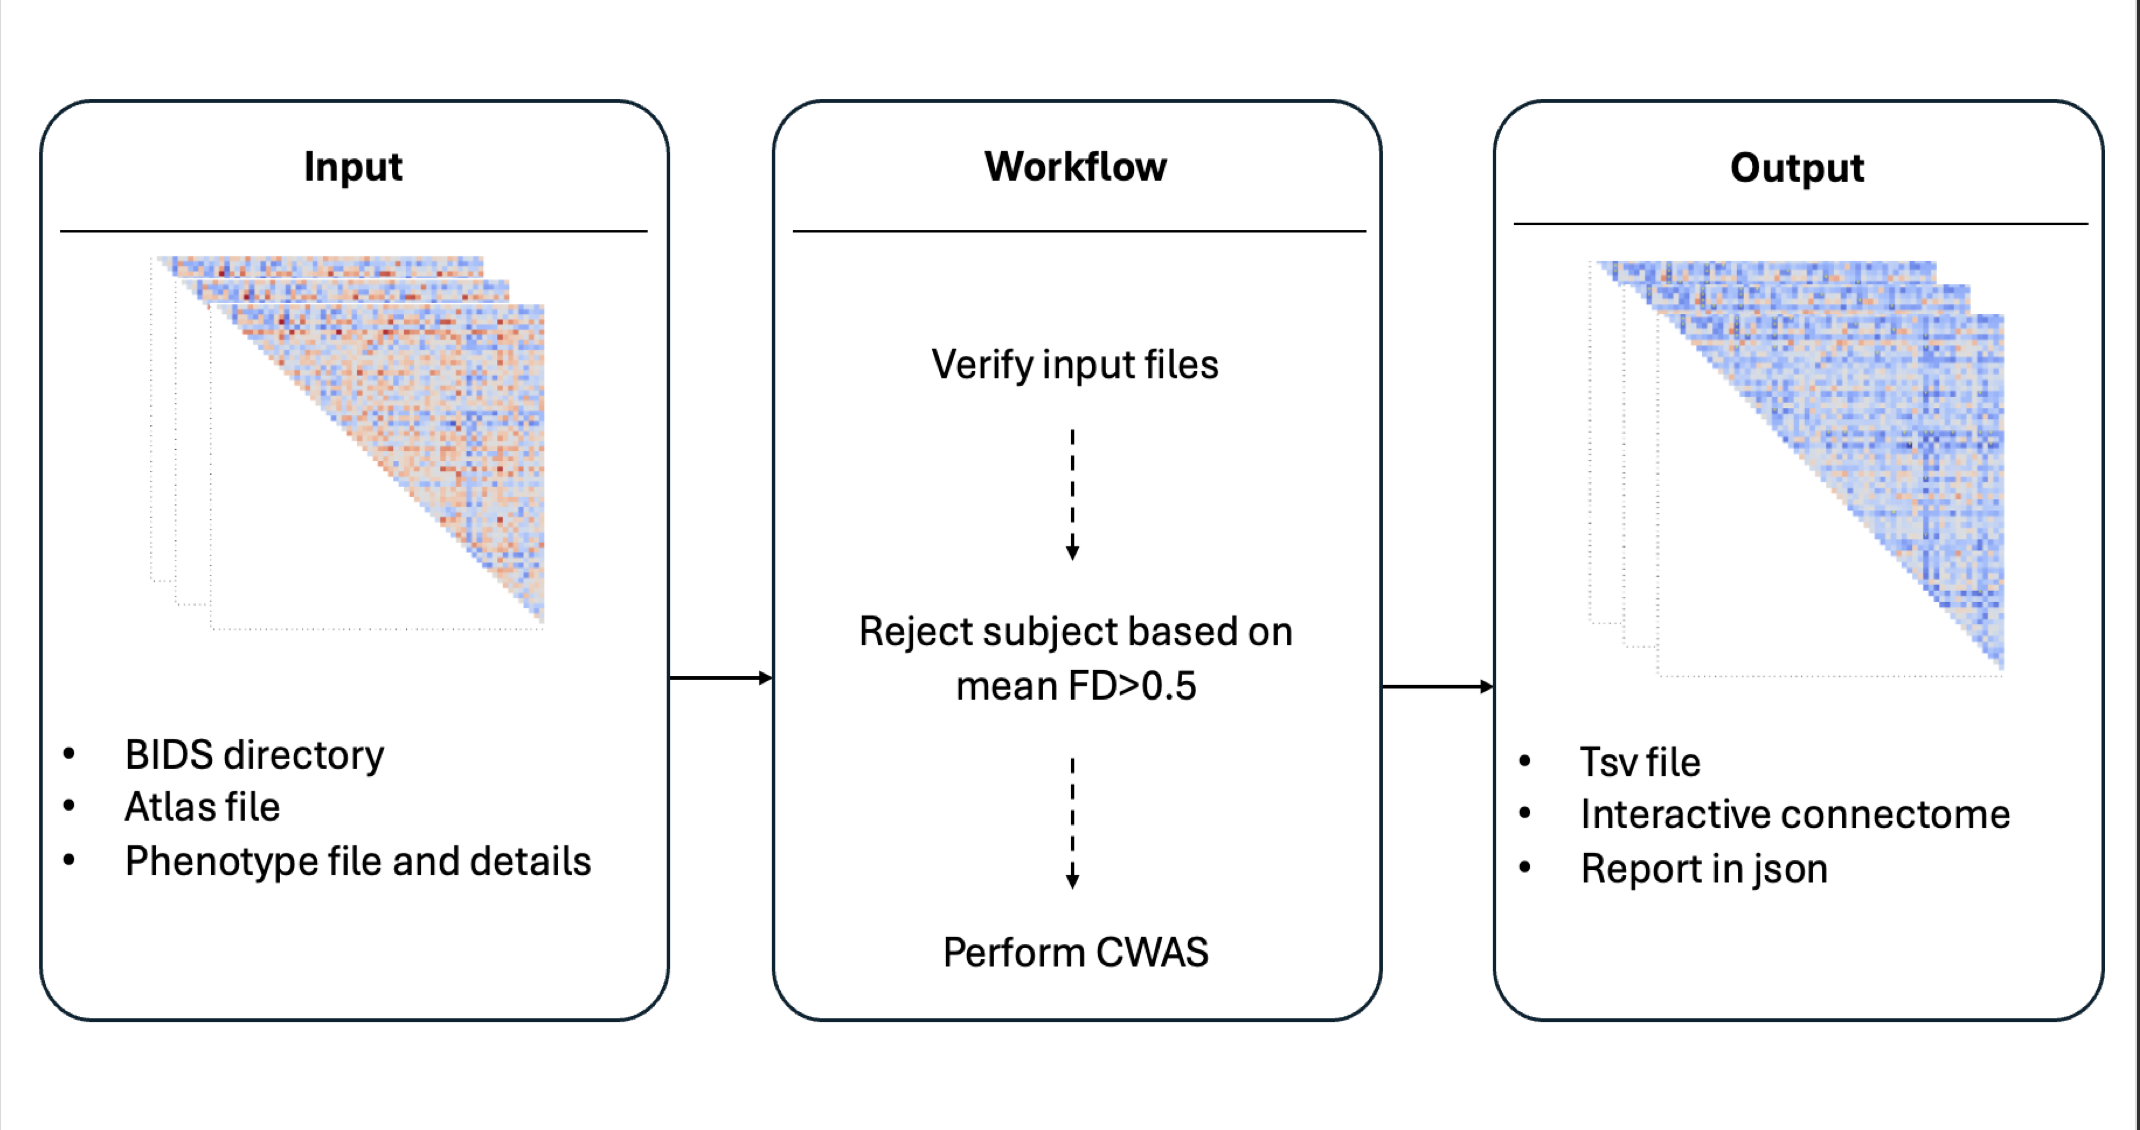 Input
• BIDS directory
• Atlas file
• Phenotype file and details
Workflow
Verify input files
Reject subject based on
mean FD>0.5
Perform CWAS
Output
• Tsv file
• Interactive connectome
• Report in json